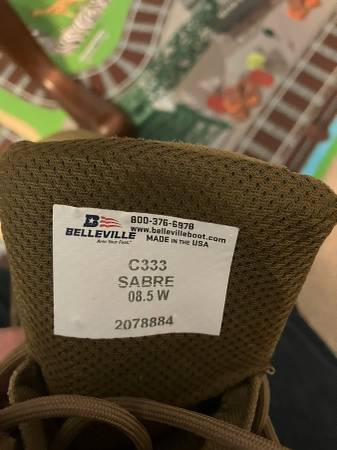 800-376-6978
BELLEVILLE www.bellevilleboot.com
Arm Your Feet. MADE IN THE USA
C333
SABRE
08.5 W
2078884